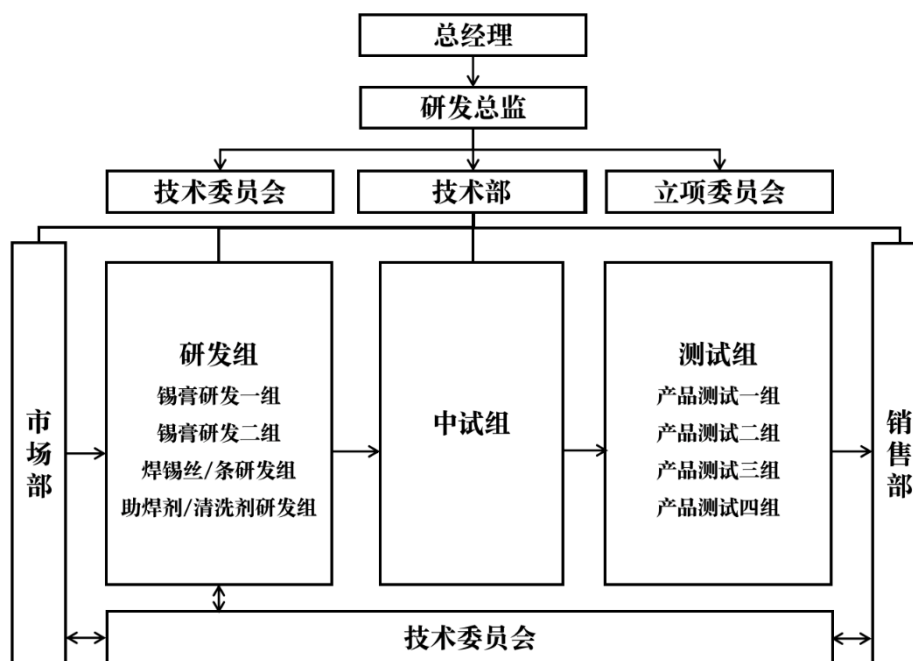 总经理
研发总监
技术委员会
技术部
立项委员会
市场部
研发组
锡膏研发一组
锡膏研发二组
焊锡丝/条研发组
助焊剂/清洗剂研发组
中试组
测试组
产品测试一组
产品测试二组
产品测试三组
产品测试四组
销售部
技术委员会